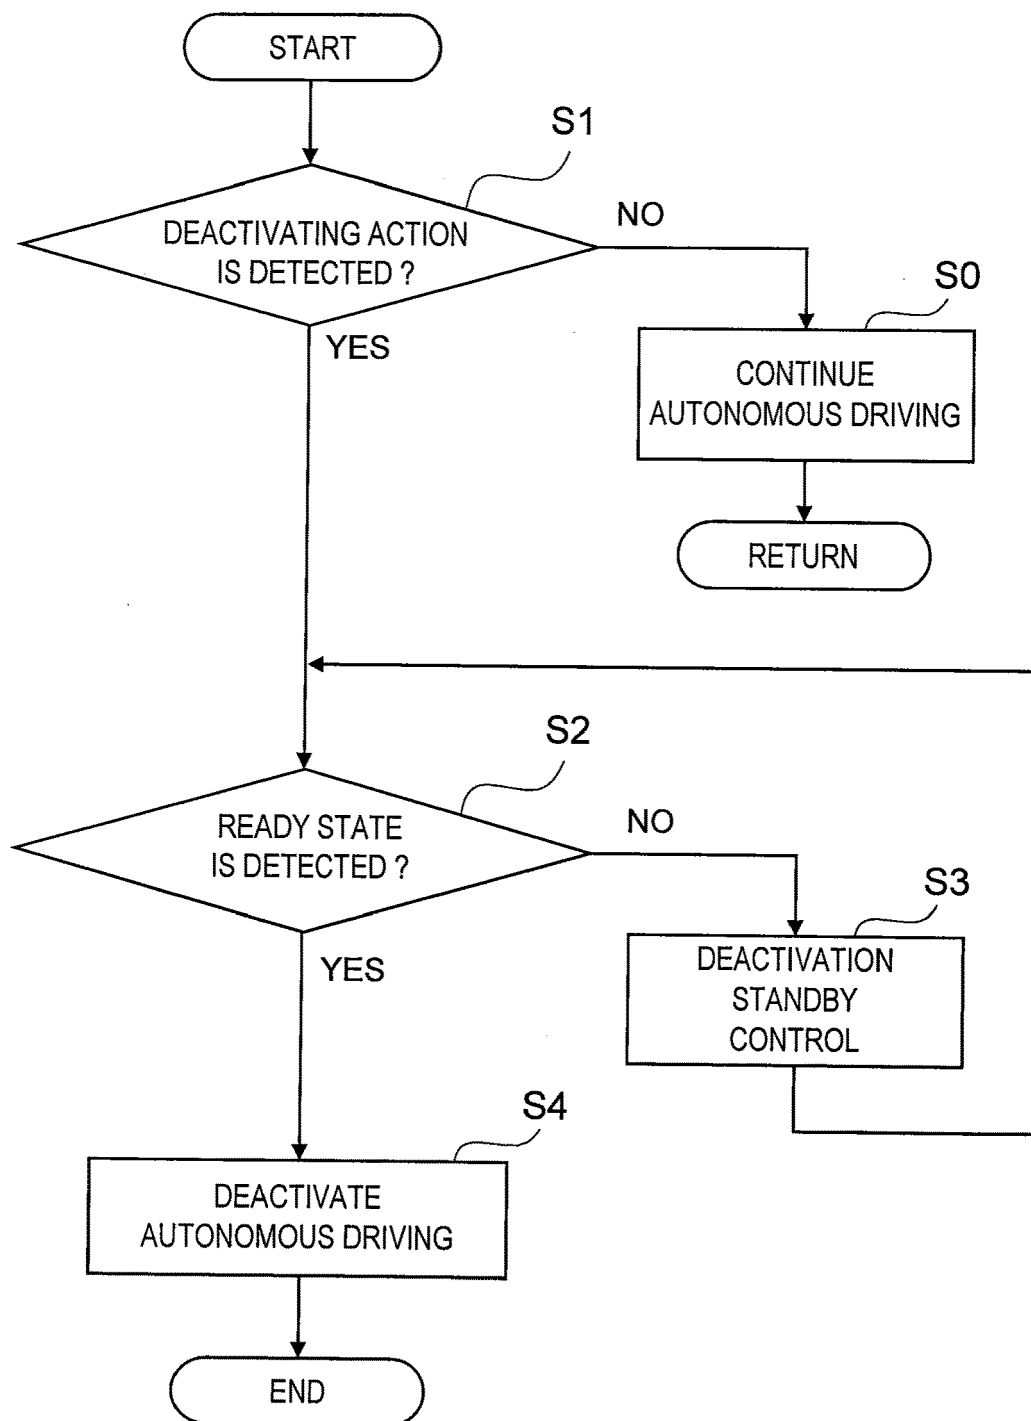 START
S1
DEACTIVATING ACTION
IS DETECTED ?
NO
YES
S0
CONTINUE
AUTONOMOUS DRIVING
RETURN
S2
READY STATE
IS DETECTED ?
NO
YES
S3
DEACTIVATION
STANDBY
CONTROL
S4
DEACTIVATE
AUTONOMOUS DRIVING
END